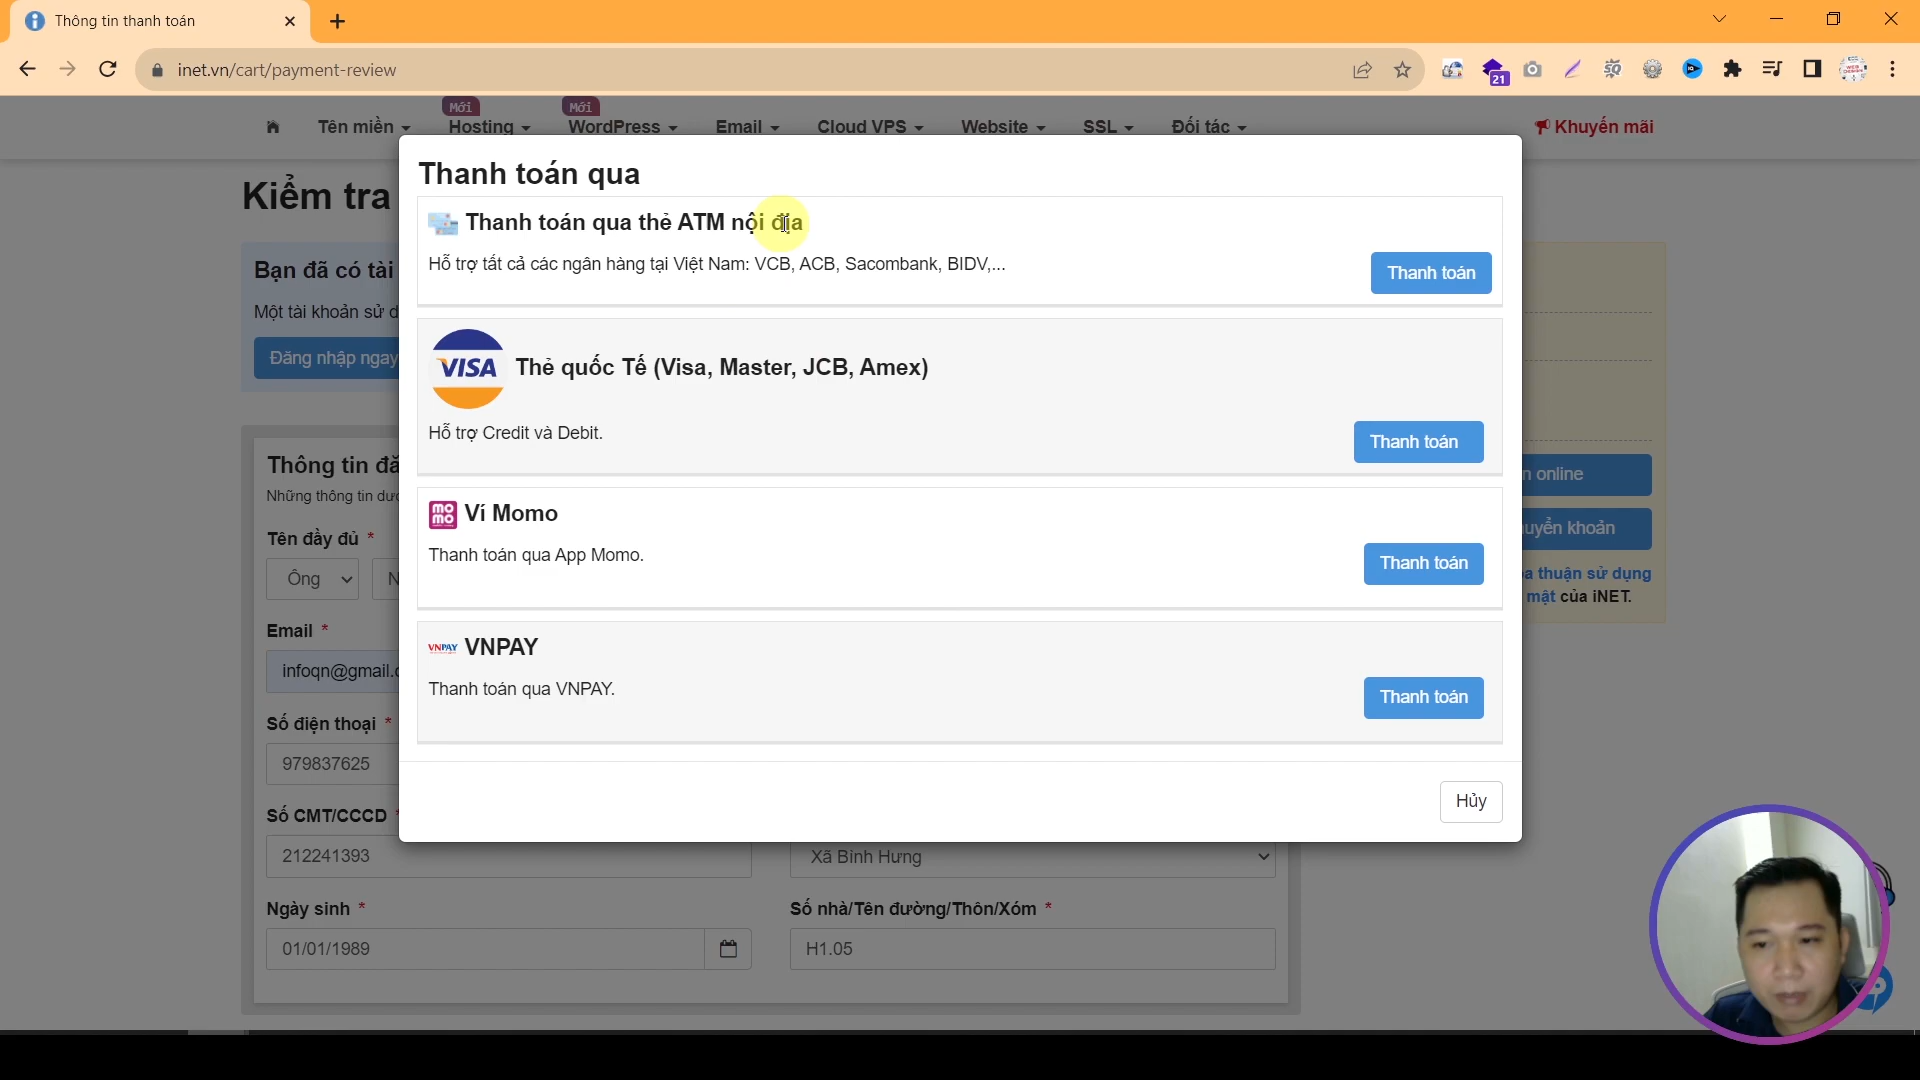 Thông tin thanh toán
inet.vn/cart/payment-review
21
Mới
Mới
Tên miền
Hosting
WordPress
Email
Cloud VPS
Website
SSL
Đối tác
Khuyến mãi
Kiểm tra
Bạn đã có tài
Một tài khoản sử d
Đăng nhập ngay
Thanh toán qua
Thanh toán qua thẻ ATM nội địa
Hỗ trợ tất cả các ngân hàng tại Việt Nam: VCB, ACB, Sacombank, BIDV,...
Thanh toán
VISA
Thẻ quốc Tế (Visa, Master, JCB, Amex)
Hỗ trợ Credit và Debit.
Thanh toán
mo
mo
Ví Momo
Thanh toán qua App Momo.
Thanh toán
VNPAY
VNPAY
Thanh toán qua VNPAY.
Thanh toán
Hủy
n online
uyển khoản
a thuận sử dụng
mật của iNET.
Thông tin đă
Những thông tin dướ
Tên đầy đủ *
Ông
N
Email *
infoqn@gmail.c
Số điện thoại *
979837625
Số CMT/CCCD *
212241393
Xã Bình Hưng
Ngày sinh *
Số nhà/Tên đường/Thôn/Xóm *
01/01/1989
H1.05